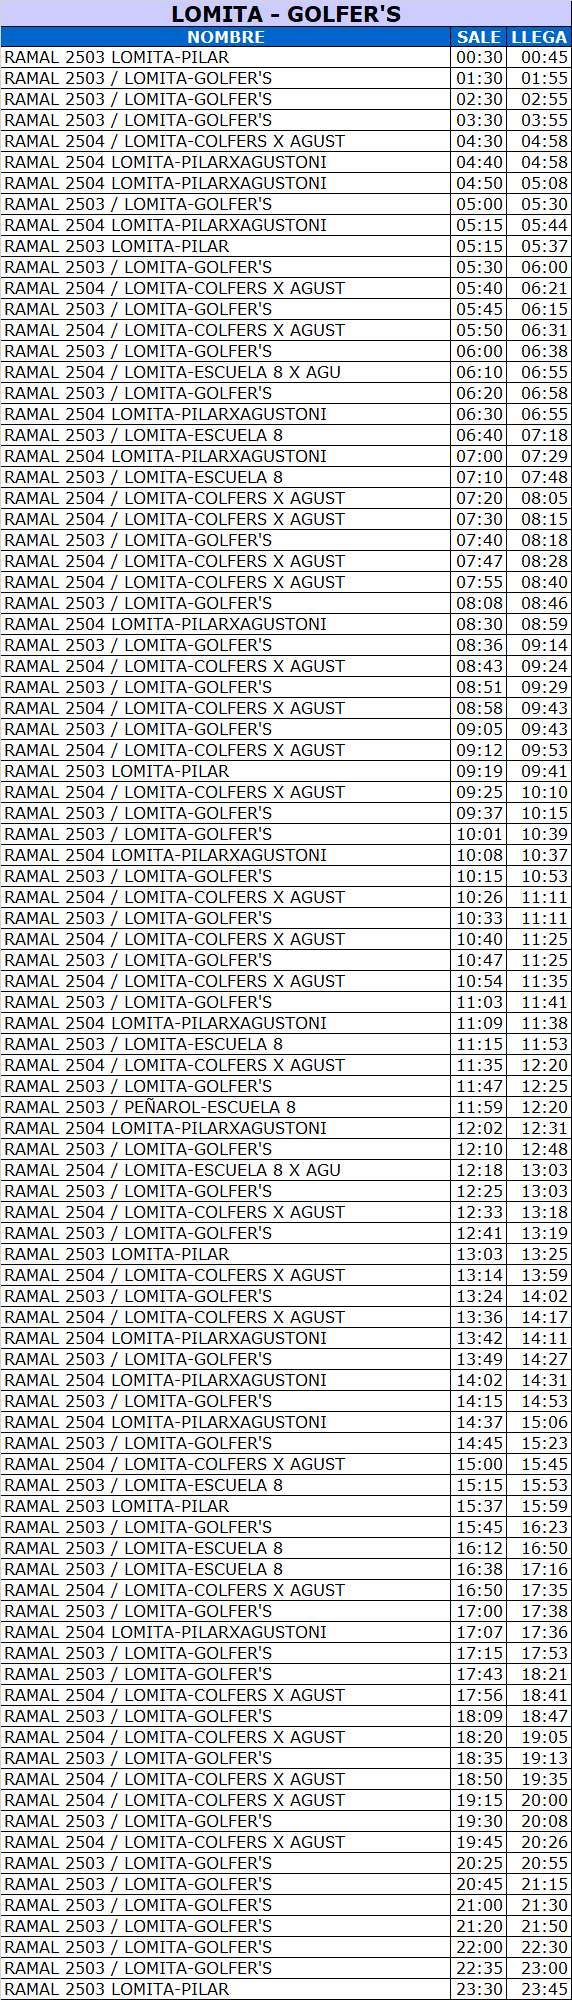 LOMITA - GOLFER'S
NOMBRE SALE LLEGA
RAMAL 2503 LOMITA-PILAR 00:30 00:45
RAMAL 2503 / LOMITA-GOLFER'S 01:30 01:55
RAMAL 2503 / LOMITA-GOLFER'S 02:30 02:55
RAMAL 2503 / LOMITA-GOLFER'S 03:30 03:55
RAMAL 2504 / LOMITA-COLFERS X AGUST 04:30 04:58
RAMAL 2504 LOMITA-PILARXAGUSTONI 04:40 04:58
RAMAL 2504 LOMITA-PILARXAGUSTONI 04:50 05:08
RAMAL 2503 / LOMITA-GOLFER'S 05:00 05:30
RAMAL 2504 LOMITA-PILARXAGUSTONI 05:15 05:44
RAMAL 2503 LOMITA-PILAR 05:15 05:37
RAMAL 2503 / LOMITA-GOLFER'S 05:30 06:00
RAMAL 2504 / LOMITA-COLFERS X AGUST 05:40 06:21
RAMAL 2503 / LOMITA-GOLFER'S 05:45 06:15
RAMAL 2504 / LOMITA-COLFERS X AGUST 05:50 06:31
RAMAL 2503 / LOMITA-GOLFER'S 06:00 06:38
RAMAL 2504 / LOMITA-ESCUELA 8 X AGU 06:10 06:55
RAMAL 2503 / LOMITA-GOLFER'S 06:20 06:58
RAMAL 2504 LOMITA-PILARXAGUSTONI 06:30 06:55
RAMAL 2503 / LOMITA-ESCUELA 8 06:40 07:18
RAMAL 2504 LOMITA-PILARXAGUSTONI 07:00 07:29
RAMAL 2503 / LOMITA-ESCUELA 8 07:10 07:48
RAMAL 2504 / LOMITA-COLFERS X AGUST 07:20 08:05
RAMAL 2504 / LOMITA-COLFERS X AGUST 07:30 08:15
RAMAL 2503 / LOMITA-GOLFER'S 07:40 08:18
RAMAL 2504 / LOMITA-COLFERS X AGUST 07:47 08:28
RAMAL 2504 / LOMITA-COLFERS X AGUST 07:55 08:40
RAMAL 2503 / LOMITA-GOLFER'S 08:08 08:46
RAMAL 2504 LOMITA-PILARXAGUSTONI 08:30 08:59
RAMAL 2503 / LOMITA-GOLFER'S 08:36 09:14
RAMAL 2504 / LOMITA-COLFERS X AGUST 08:43 09:24
RAMAL 2503 / LOMITA-GOLFER'S 08:51 09:29
RAMAL 2504 / LOMITA-COLFERS X AGUST 08:58 09:43
RAMAL 2503 / LOMITA-GOLFER'S 09:05 09:43
RAMAL 2504 / LOMITA-COLFERS X AGUST 09:12 09:53
RAMAL 2503 LOMITA-PILAR 09:19 09:41
RAMAL 2504 / LOMITA-COLFERS X AGUST 09:25 10:10
RAMAL 2503 / LOMITA-GOLFER'S 09:37 10:15
RAMAL 2503 / LOMITA-GOLFER'S 10:01 10:39
RAMAL 2504 LOMITA-PILARXAGUSTONI 10:08 10:37
RAMAL 2503 / LOMITA-GOLFER'S 10:15 10:53
RAMAL 2504 / LOMITA-COLFERS X AGUST 10:26 11:11
RAMAL 2503 / LOMITA-GOLFER'S 10:33 11:11
RAMAL 2504 / LOMITA-COLFERS X AGUST 10:40 11:25
RAMAL 2503 / LOMITA-GOLFER'S 10:47 11:25
RAMAL 2504 / LOMITA-COLFERS X AGUST 10:54 11:35
RAMAL 2503 / LOMITA-GOLFER'S 11:03 11:41
RAMAL 2504 LOMITA-PILARXAGUSTONI 11:09 11:38
RAMAL 2503 / LOMITA-ESCUELA 8 11:15 11:53
RAMAL 2504 / LOMITA-COLFERS X AGUST 11:35 12:20
RAMAL 2503 / LOMITA-GOLFER'S 11:47 12:25
RAMAL 2503 / PEÑAROL-ESCUELA 8 11:59 12:20
RAMAL 2504 LOMITA-PILARXAGUSTONI 12:02 12:31
RAMAL 2503 / LOMITA-GOLFER'S 12:10 12:48
RAMAL 2504 / LOMITA-ESCUELA 8 X AGU 12:18 13:03
RAMAL 2503 / LOMITA-GOLFER'S 12:25 13:03
RAMAL 2504 / LOMITA-COLFERS X AGUST 12:33 13:18
RAMAL 2503 / LOMITA-GOLFER'S 12:41 13:19
RAMAL 2503 LOMITA-PILAR 13:03 13:25
RAMAL 2504 / LOMITA-COLFERS X AGUST 13:14 13:59
RAMAL 2503 / LOMITA-GOLFER'S 13:24 14:02
RAMAL 2504 / LOMITA-COLFERS X AGUST 13:36 14:17
RAMAL 2504 LOMITA-PILARXAGUSTONI 13:42 14:11
RAMAL 2503 / LOMITA-GOLFER'S 13:49 14:27
RAMAL 2504 LOMITA-PILARXAGUSTONI 14:02 14:31
RAMAL 2503 / LOMITA-GOLFER'S 14:15 14:53
RAMAL 2504 LOMITA-PILARXAGUSTONI 14:37 15:06
RAMAL 2503 / LOMITA-GOLFER'S 14:45 15:23
RAMAL 2504 / LOMITA-COLFERS X AGUST 15:00 15:45
RAMAL 2503 / LOMITA-ESCUELA 8 15:15 15:53
RAMAL 2503 LOMITA-PILAR 15:37 15:59
RAMAL 2503 / LOMITA-GOLFER'S 15:45 16:23
RAMAL 2503 / LOMITA-ESCUELA 8 16:12 16:50
RAMAL 2503 / LOMITA-ESCUELA 8 16:38 17:16
RAMAL 2504 / LOMITA-COLFERS X AGUST 16:50 17:35
RAMAL 2503 / LOMITA-GOLFER'S 17:00 17:38
RAMAL 2504 LOMITA-PILARXAGUSTONI 17:07 17:36
RAMAL 2503 / LOMITA-GOLFER'S 17:15 17:53
RAMAL 2503 / LOMITA-GOLFER'S 17:43 18:21
RAMAL 2504 / LOMITA-COLFERS X AGUST 17:56 18:41
RAMAL 2503 / LOMITA-GOLFER'S 18:09 18:47
RAMAL 2504 / LOMITA-COLFERS X AGUST 18:20 19:05
RAMAL 2503 / LOMITA-GOLFER'S 18:35 19:13
RAMAL 2504 / LOMITA-COLFERS X AGUST 18:50 19:35
RAMAL 2504 / LOMITA-COLFERS X AGUST 19:15 20:00
RAMAL 2503 / LOMITA-GOLFER'S 19:30 20:08
RAMAL 2504 / LOMITA-COLFERS X AGUST 19:45 20:26
RAMAL 2503 / LOMITA-GOLFER'S 20:25 20:55
RAMAL 2503 / LOMITA-GOLFER'S 20:45 21:15
RAMAL 2503 / LOMITA-GOLFER'S 21:00 21:30
RAMAL 2503 / LOMITA-GOLFER'S 21:20 21:50
RAMAL 2503 / LOMITA-GOLFER'S 22:00 22:30
RAMAL 2503 / LOMITA-GOLFER'S 22:35 23:00
RAMAL 2503 LOMITA-PILAR 23:30 23:45